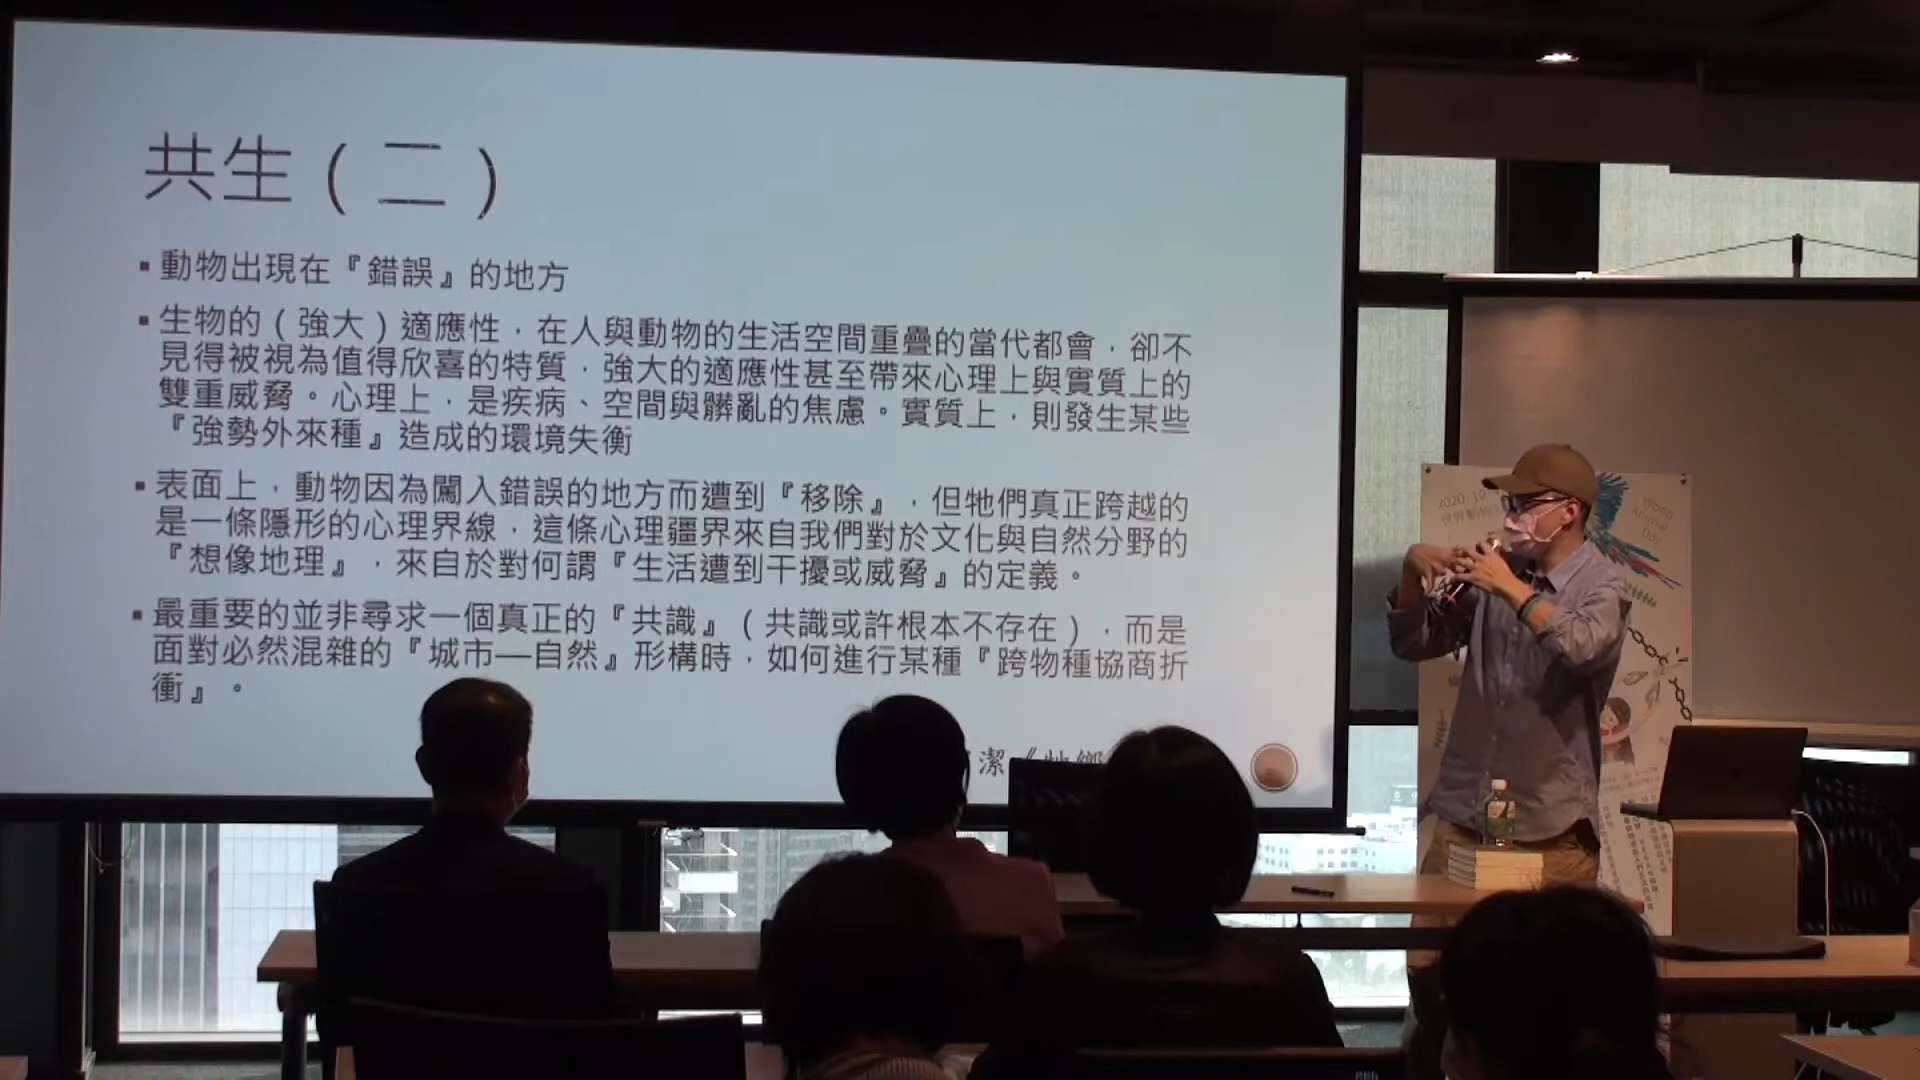 共生（二）
▪動物出現在『錯誤』的地方
▪生物的（強大）適應性，在人與動物的生活空間重疊的當代都會，卻不
見得被視為值得欣喜的特質，強大的適應性甚至帶來心理上與實質上的
雙重威脅。心理上，是疾病、空間與髒亂的焦慮。實質上，則發生某些
『強勢外來種』造成的環境失衡
▪表面上，動物因為闖入錯誤的地方而遭到『移除』，但牠們真正跨越的
是一條隱形的心理界線，這條心理疆界來自我們對於文化與自然分野的
『想像地理』，來自於對何謂『生活遭到干擾或威脅』的定義。
▪最重要的並非尋求一個真正的『共識』（共識或許根本不存在），而是
面對必然混雜的『城市—自然』形構時，如何進行某種『跨物種協商折
衝』。
潔《牠鄉
2020
世界動物
World
Animal
Day